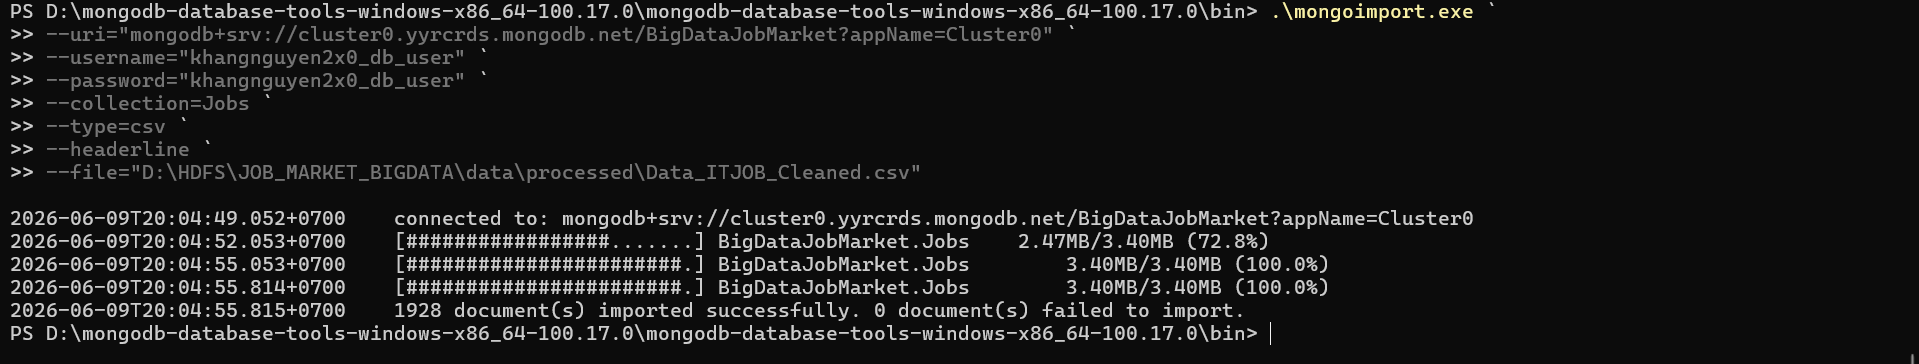 PS D:\mongodb-database-tools-windows-x86_64-100.17.0\mongodb-database-tools-windows-x86_64-100.17.0\bin> .\mongoimport.exe `
>> --uri="mongodb+srv://cluster0.yyrcrds.mongodb.net/BigDataJobMarket?appName=Cluster0" `
>> --username="khangnguyen2x0_db_user" `
>> --password="khangnguyen2x0_db_user" `
>> --collection=Jobs `
>> --type=csv `
>> --headerline `
>> --file="D:\HDFS\JOB_MARKET_BIGDATA\data\processed\Data_ITJOB_Cleaned.csv"
2026-06-09T20:04:49.052+0700    connected to: mongodb+srv://cluster0.yyrcrds.mongodb.net/BigDataJobMarket?appName=Cluster0
2026-06-09T20:04:52.053+0700    [#################.......] BigDataJobMarket.Jobs    2.47MB/3.40MB (72.8%)
2026-06-09T20:04:55.053+0700    [#######################.] BigDataJobMarket.Jobs        3.40MB/3.40MB (100.0%)
2026-06-09T20:04:55.814+0700    [#######################.] BigDataJobMarket.Jobs        3.40MB/3.40MB (100.0%)
2026-06-09T20:04:55.815+0700    1928 document(s) imported successfully. 0 document(s) failed to import.
PS D:\mongodb-database-tools-windows-x86_64-100.17.0\mongodb-database-tools-windows-x86_64-100.17.0\bin>